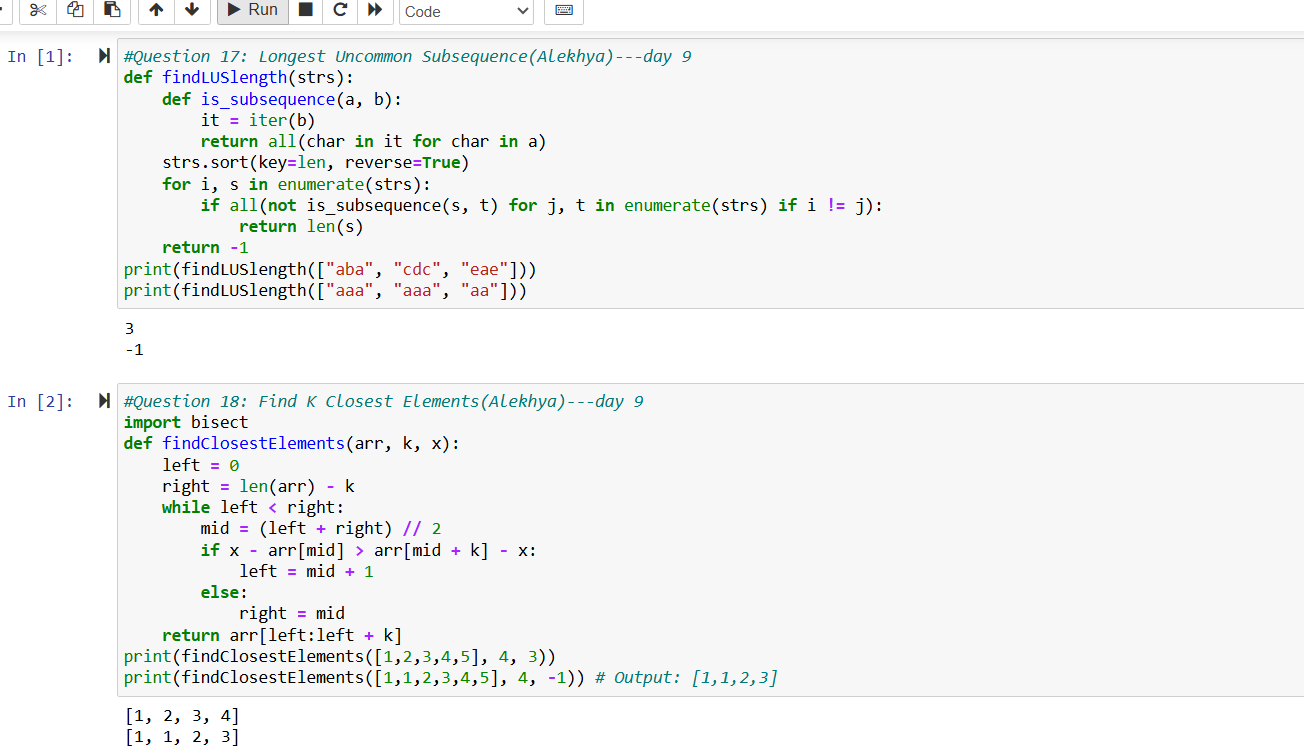 Run
Code
In [1]:
#Question 17: Longest Uncommon Subsequence(Alekhya)---day 9
def findLUSlength(strs):
    def is_subsequence(a, b):
        it = iter(b)
        return all(char in it for char in a)
    strs.sort(key=len, reverse=True)
    for i, s in enumerate(strs):
        if all(not is_subsequence(s, t) for j, t in enumerate(strs) if i != j):
            return len(s)
    return -1
print(findLUSlength(["aba", "cdc", "eae"]))
print(findLUSlength(["aaa", "aaa", "aa"]))
3
-1
In [2]:
#Question 18: Find K Closest Elements(Alekhya)---day 9
import bisect
def findClosestElements(arr, k, x):
    left = 0
    right = len(arr) - k
    while left < right:
        mid = (left + right) // 2
        if x - arr[mid] > arr[mid + k] - x:
            left = mid + 1
        else:
            right = mid
    return arr[left:left + k]
print(findClosestElements([1,2,3,4,5], 4, 3))
print(findClosestElements([1,1,2,3,4,5], 4, -1)) # Output: [1,1,2,3]
[1, 2, 3, 4]
[1, 1, 2, 3]